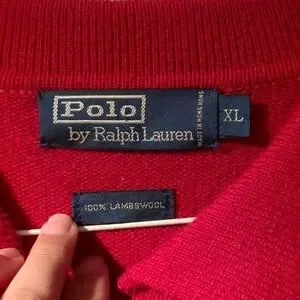 Polo
by Ralph Lauren
MADE IN HONG KONG
XL
100% LAMBSWOOL